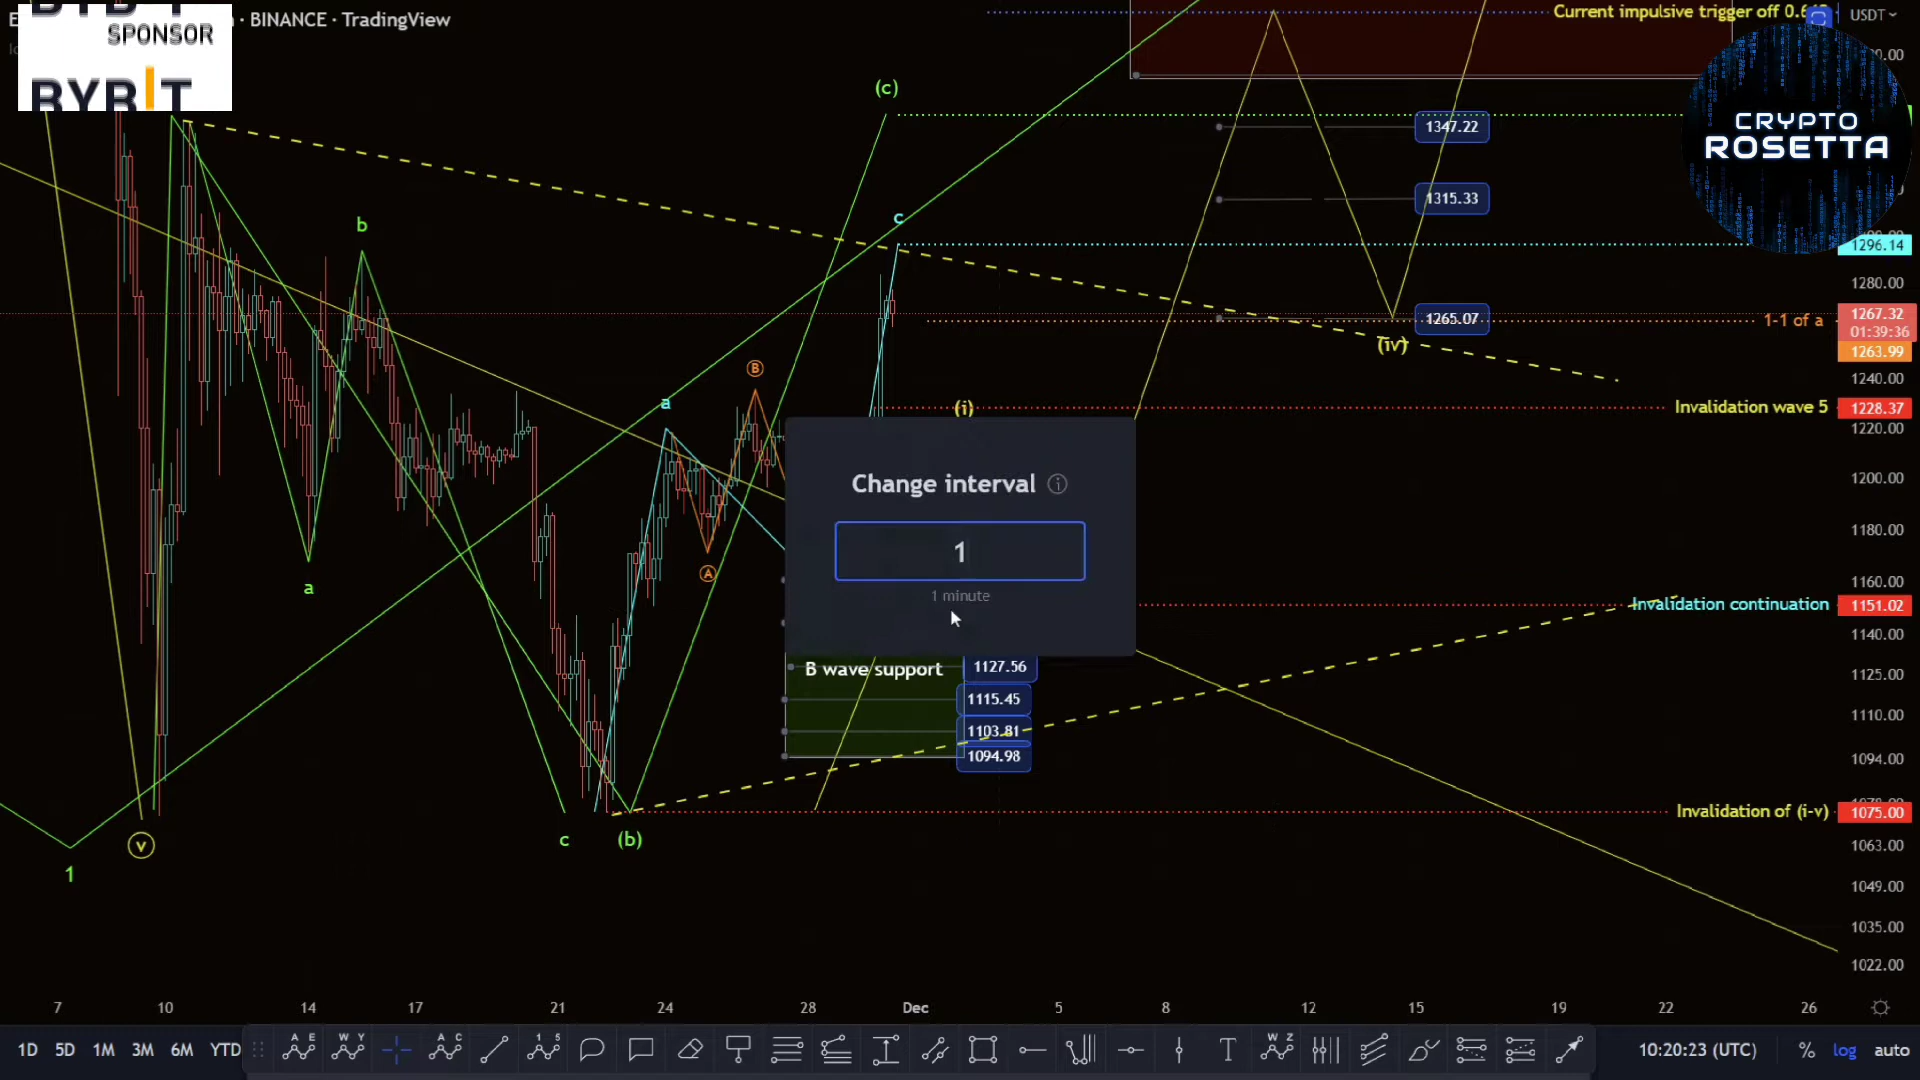 · BINANCE · TradingView
SPONSOR
BYBIT
Current impulsive trigger off
USDT
CRYPTO
ROSETTA
(c)
1347.22
b
1315.33
c
1296.14
1280.00
1265.07
1-1 of a
1267.32
01:39:36
1263.99
(iv)
B
1240.00
a
(i)
Invalidation wave 5
1228.37
1220.00
Change interval
1200.00
1
1180.00
A
a
1 minute
1160.00
Invalidation continuation
1151.02
1140.00
B wave support
1127.56
1125.00
1115.45
1110.00
1103.81
1094.98
1094.00
Invalidation of (i-v)
1075.00
c
(b)
v
1063.00
1
1049.00
1035.00
1022.00
7 10 14 17 21 24 28 Dec 5 8 12 15 19 22 26
1D 5D 1M 3M 6M YTD
A E
W Y
A C
1 5
T
W Z
10:20:23 (UTC)
% log auto